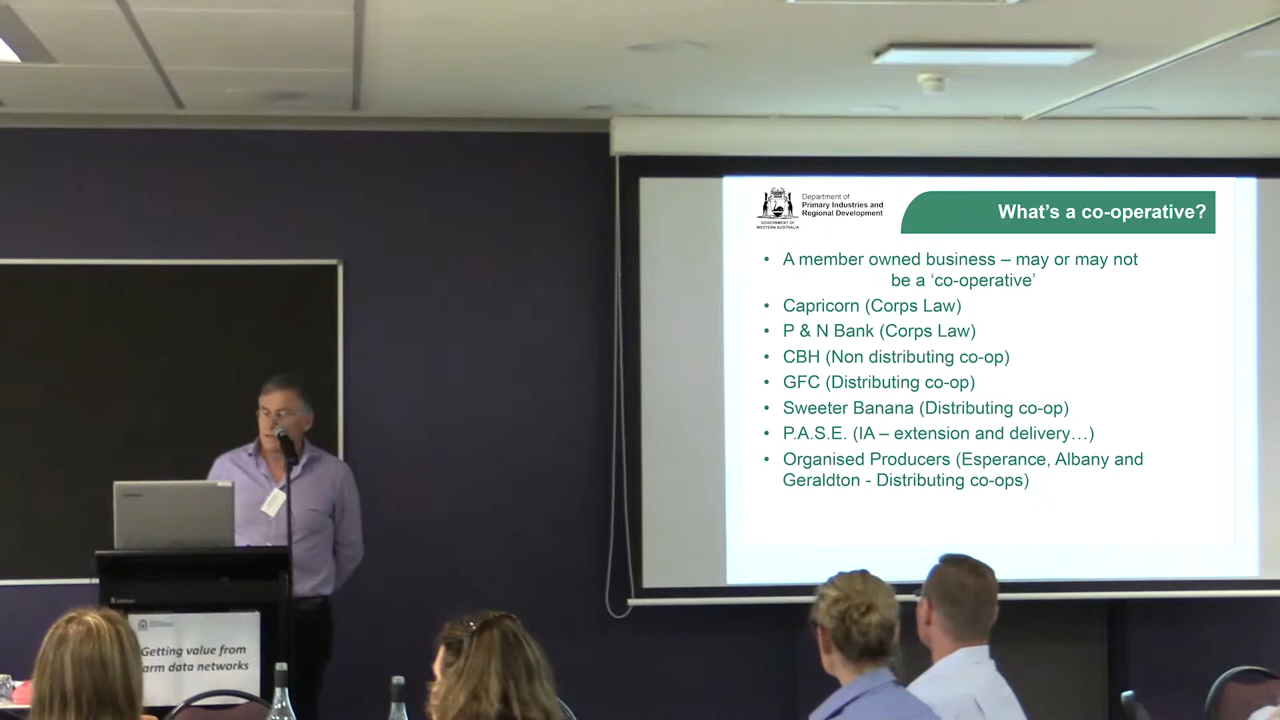 Department of
Primary Industries and
Regional Development
GOVERNMENT OF
WESTERN AUSTRALIA
What's a co-operative?
• A member owned business – may or may not
be a ‘co-operative’
• Capricorn (Corps Law)
• P & N Bank (Corps Law)
• CBH (Non distributing co-op)
• GFC (Distributing co-op)
• Sweeter Banana (Distributing co-op)
• P.A.S.E. (IA – extension and delivery…)
• Organised Producers (Esperance, Albany and
Geraldton - Distributing co-ops)
Getting value from
arm data networks